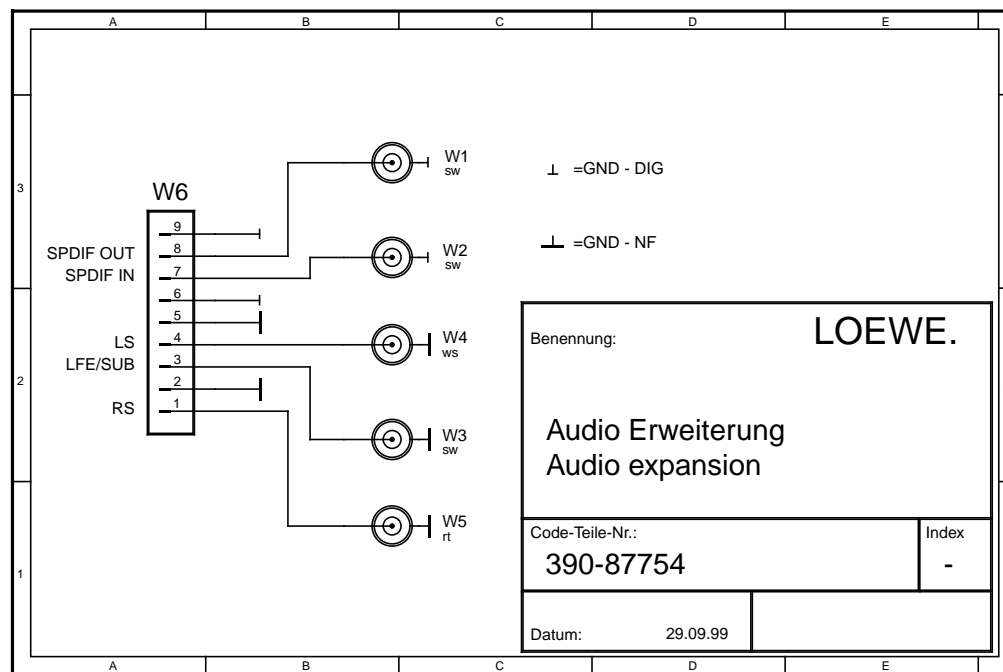 A B C D E
3
2
1
W6
9
SPDIF OUT 8
SPDIF IN 7
6
5
LS 4
LFE/SUB 3
2
RS 1
W1
sw
W2
sw
W4
ws
W3
sw
W5
rt
=GND - DIG
=GND - NF
Benennung: LOEWE.
Audio Erweiterung
Audio expansion
Code-Teile-Nr.: Index
390-87754 -
Datum: 29.09.99
A B C D E